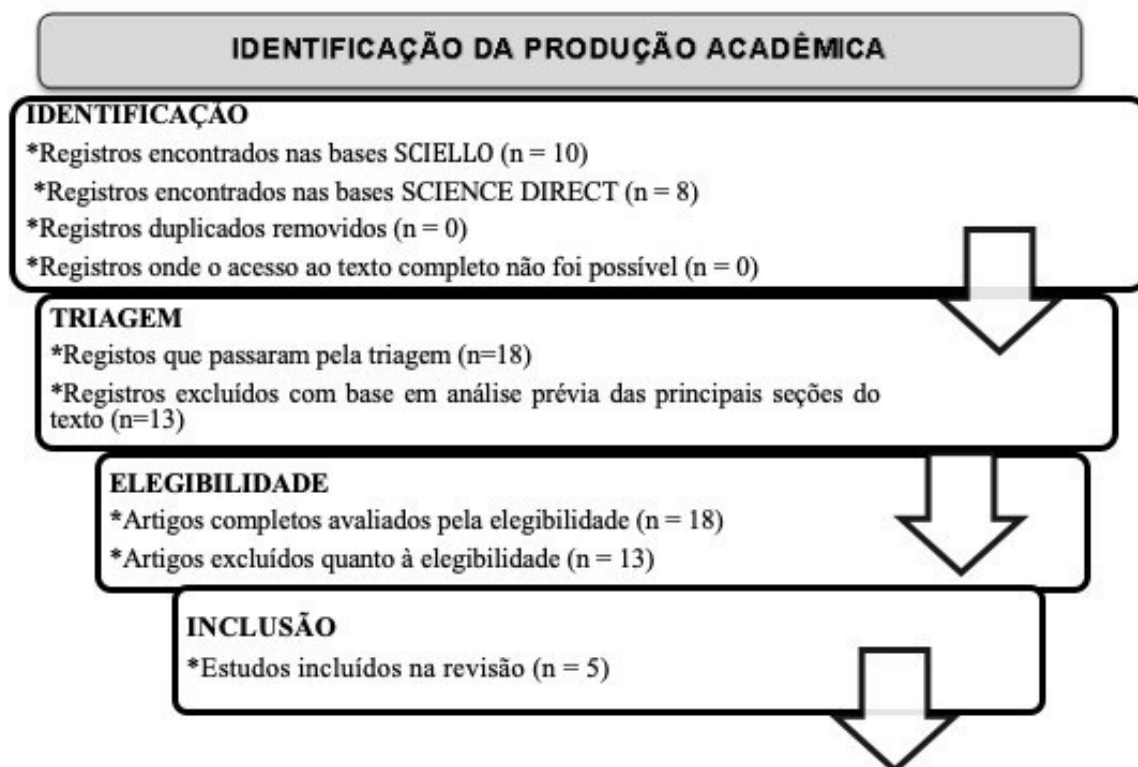 IDENTIFICAÇÃO DA PRODUÇÃO ACADÊMICA
IDENTIFICAÇÃO
*Registros encontrados nas bases SCIELLO (n = 10)
*Registros encontrados nas bases SCIENCE DIRECT (n = 8)
*Registros duplicados removidos (n = 0)
*Registros onde o acesso ao texto completo não foi possível (n = 0)
TRIAGEM
*Registos que passaram pela triagem (n=18)
*Registros excluídos com base em análise prévia das principais seções do
texto (n=13)
ELEGIBILIDADE
*Artigos completos avaliados pela elegibilidade (n = 18)
*Artigos excluídos quanto à elegibilidade (n = 13)
INCLUSÃO
*Estudos incluídos na revisão (n = 5)